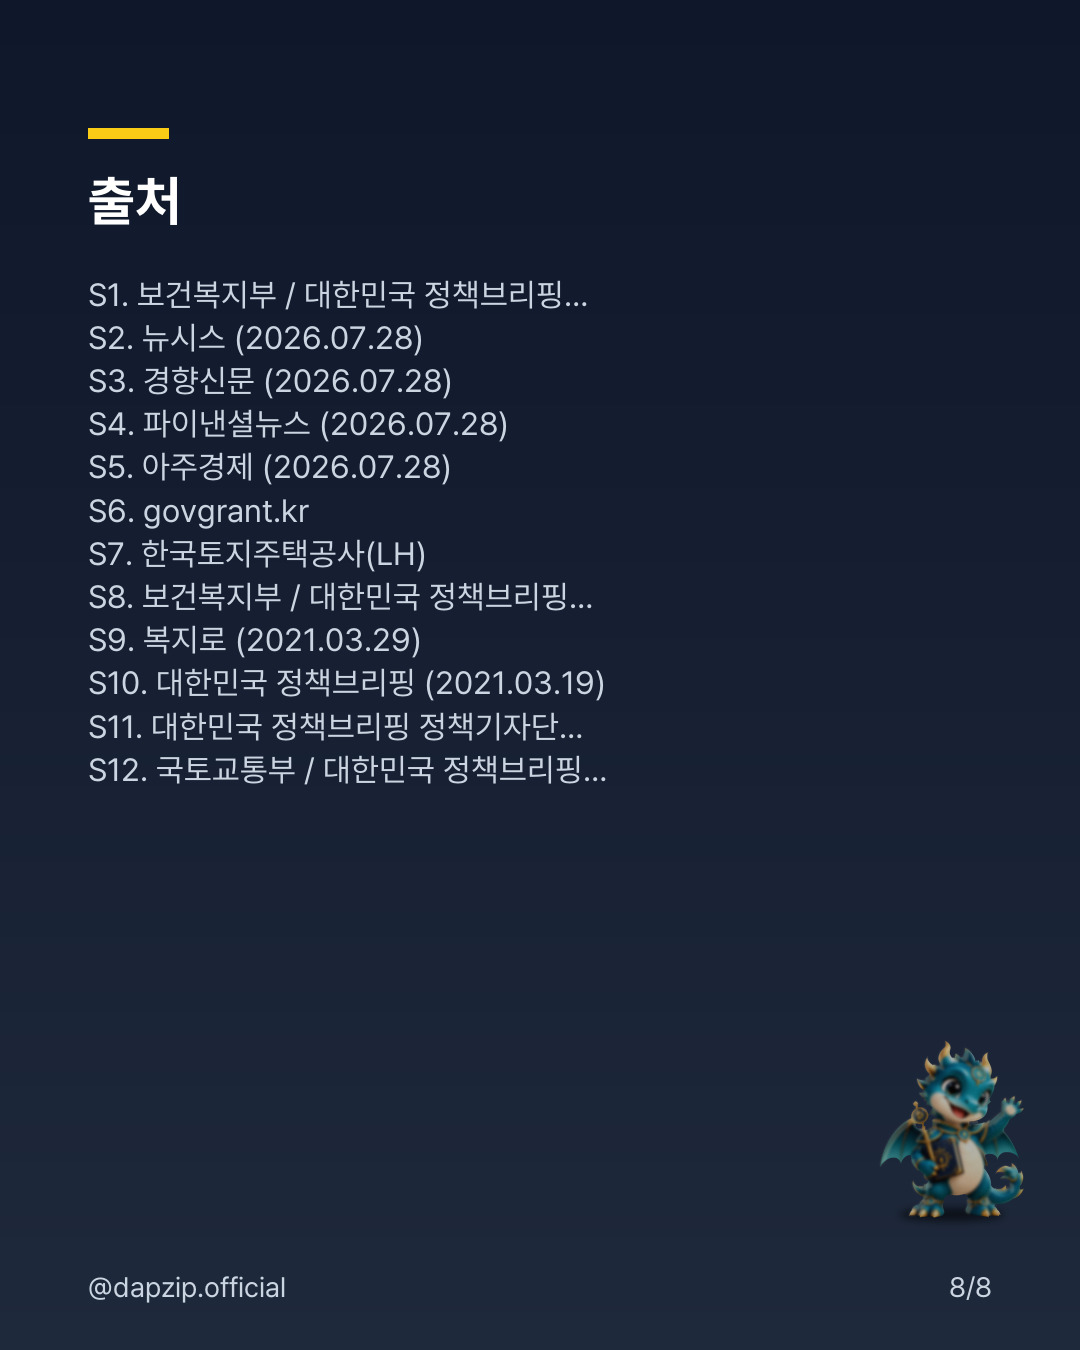 출처
S1. 보건복지부 / 대한민국 정책브리핑...
S2. 뉴시스 (2026.07.28)
S3. 경향신문 (2026.07.28)
S4. 파이낸셜뉴스 (2026.07.28)
S5. 아주경제 (2026.07.28)
S6. govgrant.kr
S7. 한국토지주택공사(LH)
S8. 보건복지부 / 대한민국 정책브리핑...
S9. 복지로 (2021.03.29)
S10. 대한민국 정책브리핑 (2021.03.19)
S11. 대한민국 정책브리핑 정책기자단...
S12. 국토교통부 / 대한민국 정책브리핑...
@dapzip.official
8/8